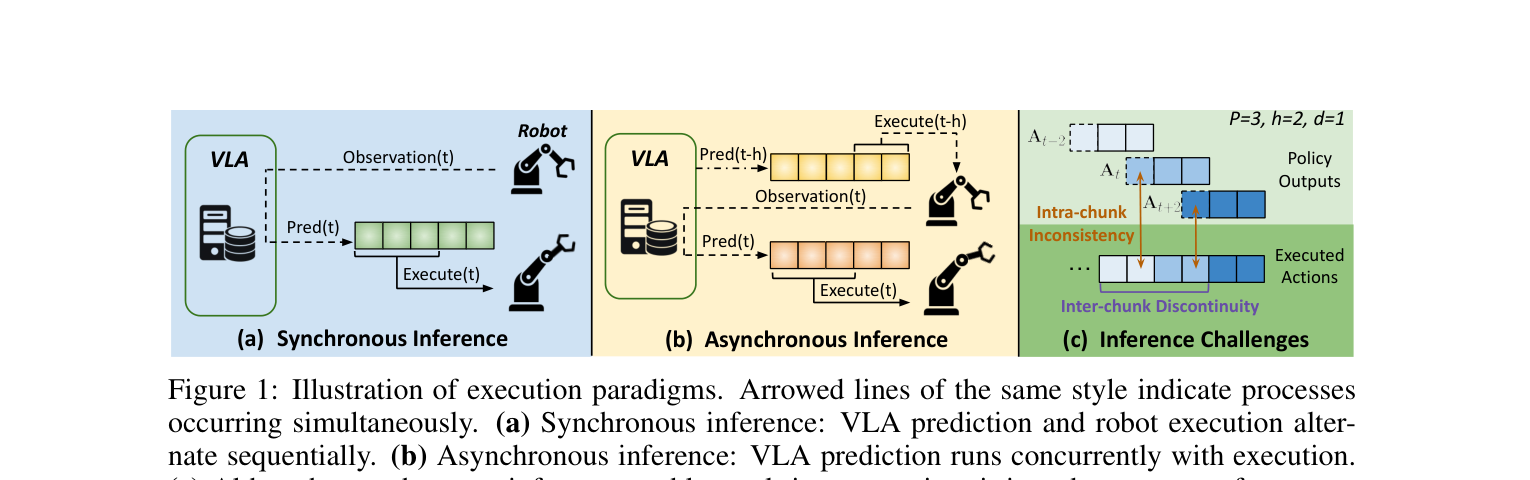 Robot
VLA
Observation(t)
Pred(t)
Execute(t)
(a) Synchronous Inference
Execute(t-h)
VLA
Pred(t-h)
Observation(t)
Pred(t)
Execute(t)
(b) Asynchronous Inference
P=3, h=2, d=1
A_{t-2}
Policy
Outputs
A_t
A_{t+2}
Intra-chunk
Inconsistency
...
Executed
Actions
Inter-chunk Discontinuity
(c) Inference Challenges
Figure 1: Illustration of execution paradigms. Arrowed lines of the same style indicate processes
occurring simultaneously. (a) Synchronous inference: VLA prediction and robot execution alter-
nate sequentially. (b) Asynchronous inference: VLA prediction runs concurrently with execution.